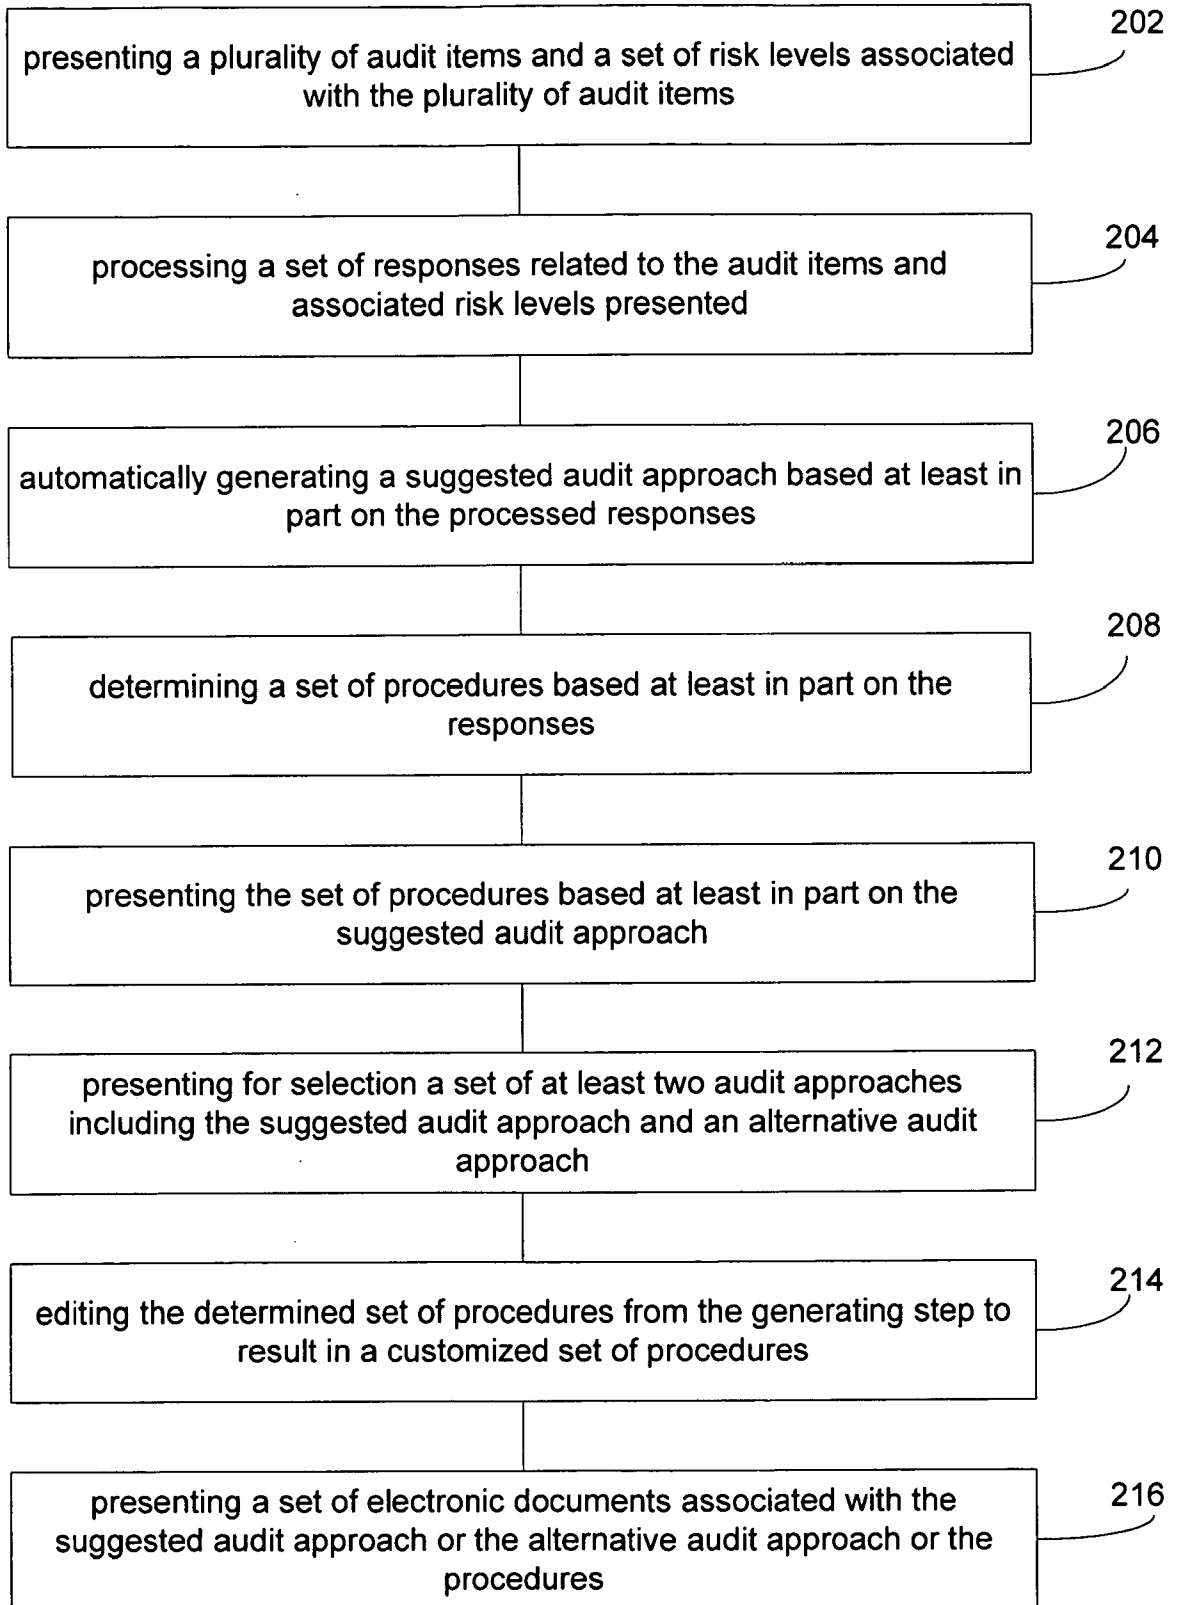 202
presenting a plurality of audit items and a set of risk levels associated
with the plurality of audit items
204
processing a set of responses related to the audit items and
associated risk levels presented
206
automatically generating a suggested audit approach based at least in
part on the processed responses
208
determining a set of procedures based at least in part on the
responses
210
presenting the set of procedures based at least in part on the
suggested audit approach
212
presenting for selection a set of at least two audit approaches
including the suggested audit approach and an alternative audit
approach
214
editing the determined set of procedures from the generating step to
result in a customized set of procedures
216
presenting a set of electronic documents associated with the
suggested audit approach or the alternative audit approach or the
procedures